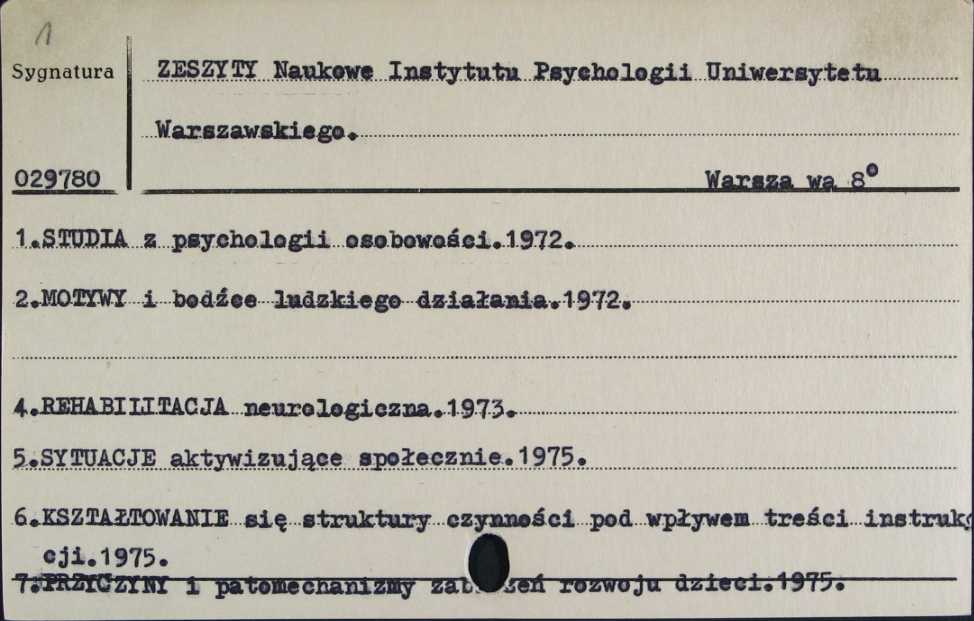 1
Sygnatura
ZESZYTY Naukowe Instytutu Psychologii Uniwersytetu
Warszawskiego.
029780
Warsza wa 8°
1.STUDIA z psychologii osobowości.1972.
2.MOTYWY i bodźce ludzkiego działania.1972.
4.REHABILITACJA neurologiczna.1973.
5.SYTUACJE aktywizujące społecznie.1975.
6.KSZTAŁTOWANIE się struktury czynności pod wpływem treści instruk
cji.1975.
7.PRZYCZYNY i patomechanizmy rozwoju dzieci.1975.